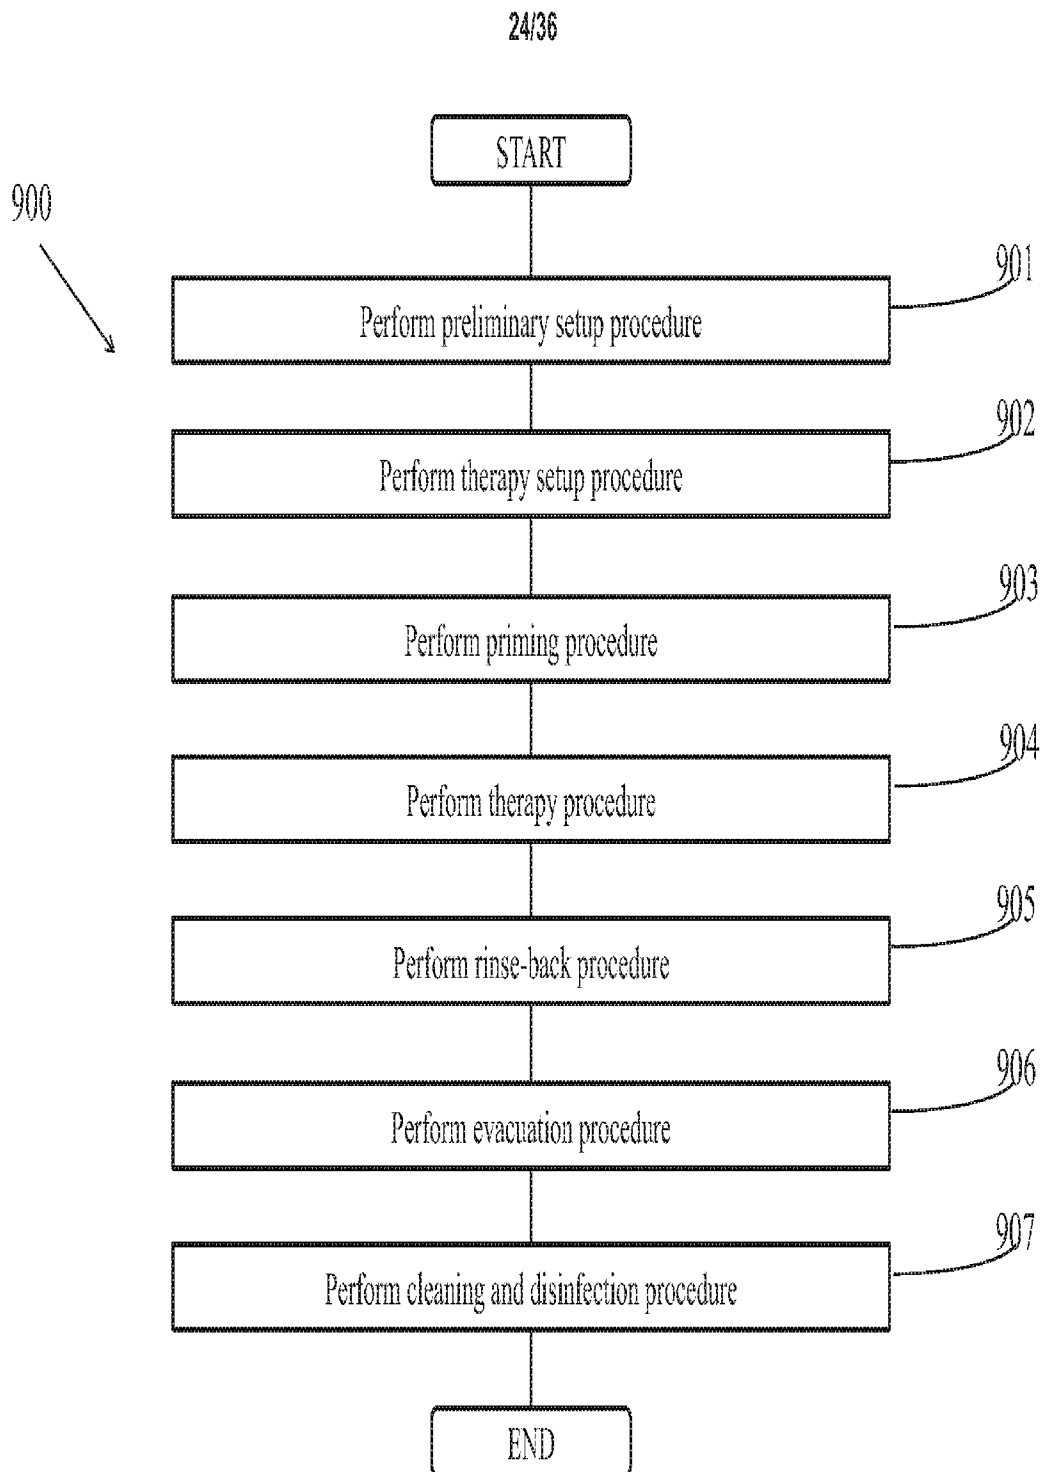 24/36
START
900
901
Perform preliminary setup procedure
902
Perform therapy setup procedure
903
Perform priming procedure
904
Perform therapy procedure
905
Perform rinse-back procedure
906
Perform evacuation procedure
907
Perform cleaning and disinfection procedure
END